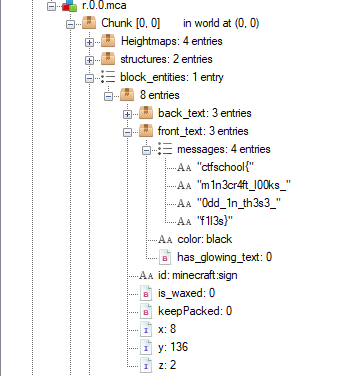 r.0.0.mca
Chunk [0, 0] in world at (0, 0)
Heightmaps: 4 entries
structures: 2 entries
block_entities: 1 entry
8 entries
back_text: 3 entries
front_text: 3 entries
messages: 4 entries
"ctfschool{"
"m1n3cr4ft_l00ks_"
"0dd_1n_th3s3_"
"f1l3s}"
color: black
has_glowing_text: 0
id: minecraft:sign
is_waxed: 0
keepPacked: 0
x: 8
y: 136
z: 2